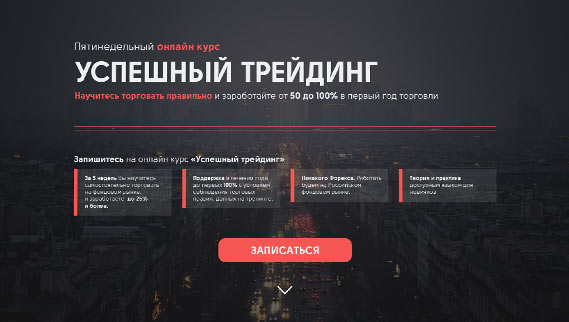 Пятинедельный онлайн курс
УСПЕШНЫЙ ТРЕЙДИНГ
Научитесь торговать правильно и заработайте от 50 до 100% в первый год торговли
Запишитесь на онлайн курс «Успешный трейдинг»
За 5 недель Вы научитесь
самостоятельно торговать
на фондовом рынке,
и заработаете до 25%
и более.
Поддержка в течении года
до первых 100% с условием
соблюдения торговых
правил, данных на тренинге.
Никакого Форекса. Работать
будем на Российском
фондовом рынке.
Теория и практика
доступным языком для
новичков
ЗАПИСАТЬСЯ